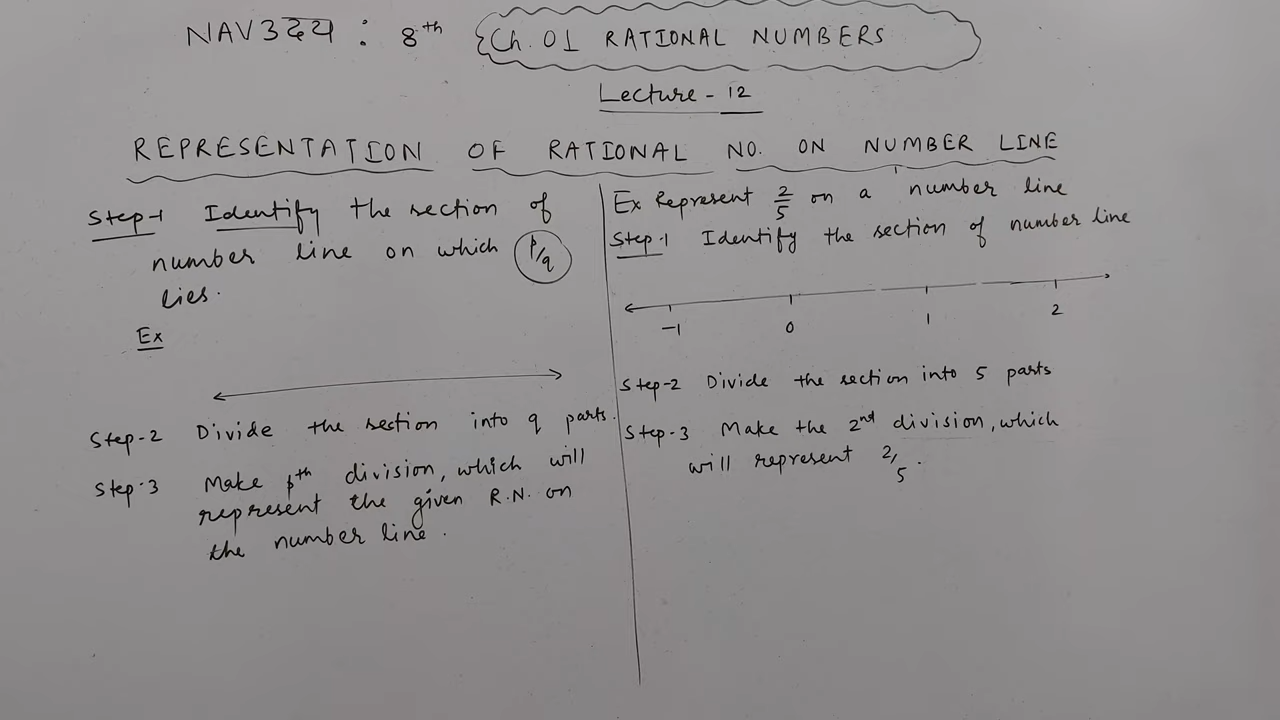 NAV3उदय : 8th Ch. 01 RATIONAL NUMBERS
Lecture - 12
REPRESENTATION OF RATIONAL NO. ON NUMBER LINE
Step-1 Identify the section of
number line on which p/q
lies.
Ex
Step-2 Divide the section into q parts.
Step-3 Make pth division, which will
represent the given R.N. on
the number line.
Ex Represent 2/5 on a number line
Step-1 Identify the section of number line
-1 0 1 2
Step-2 Divide the section into 5 parts
Step-3 Make the 2nd division, which
will represent 2/5.